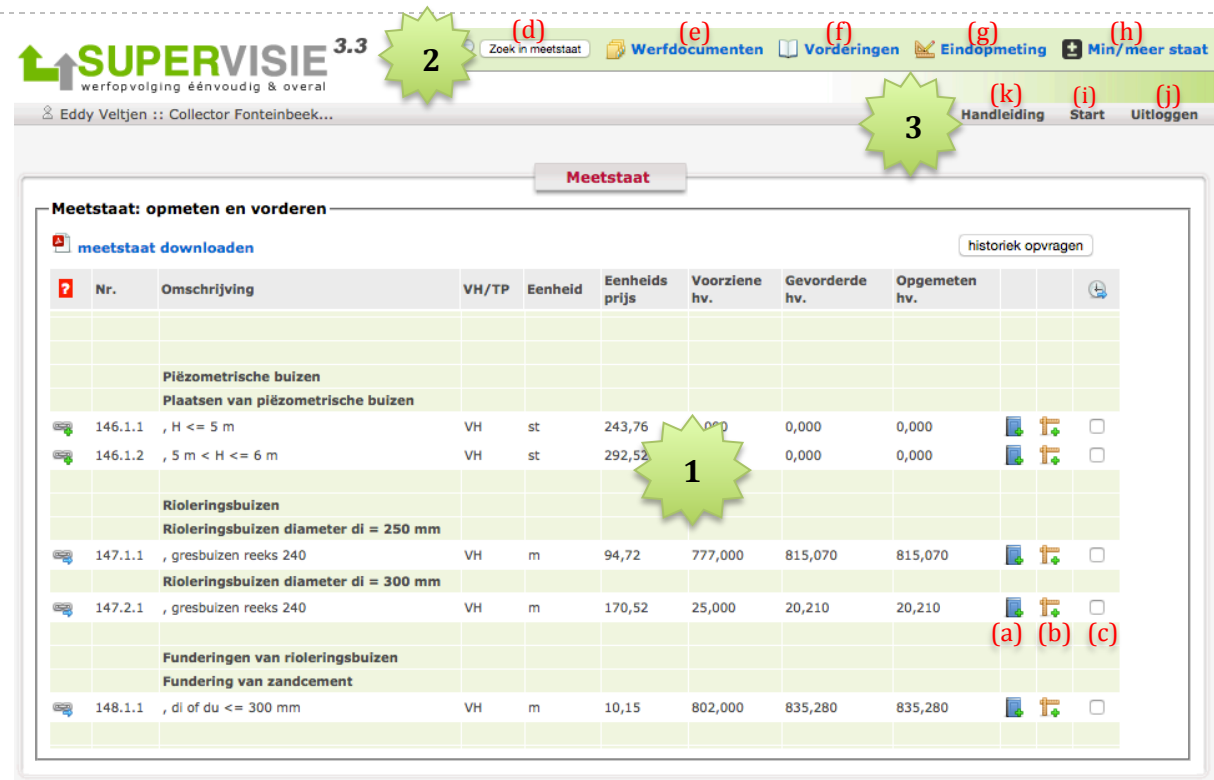 (d) (e) (f) (g) (h)
SUPERVISIE 3.3
werfopvolging éénvoudig & overal
2
Zoek in meetstaat Werfdocumenten Vorderingen Eindopmeting Min/meer staat
(k) (i) (j)
Eddy Veltjen :: Collector Fonteinbeek... 3 Handleiding Start Uitloggen
Meetstaat
Meetstaat: opmeten en vorderen
meetstaat downloaden historiek opvragen
? Nr. Omschrijving VH/TP Eenheid Eenheids prijs Voorziene hv. Gevorderde hv. Opgemeten hv.
Piëzometrische buizen
Plaatsen van piëzometrische buizen
146.1.1 , H <= 5 m VH st 243,76 0,000 0,000
146.1.2 , 5 m < H <= 6 m VH st 292,52 0,000 0,000
1
Rioleringsbuizen
Rioleringsbuizen diameter di = 250 mm
147.1.1 , gresbuizen reeks 240 VH m 94,72 777,000 815,070 815,070
Rioleringsbuizen diameter di = 300 mm
147.2.1 , gresbuizen reeks 240 VH m 170,52 25,000 20,210 20,210
(a) (b) (c)
Funderingen van rioleringsbuizen
Fundering van zandcement
148.1.1 , di of du <= 300 mm VH m 10,15 802,000 835,280 835,280